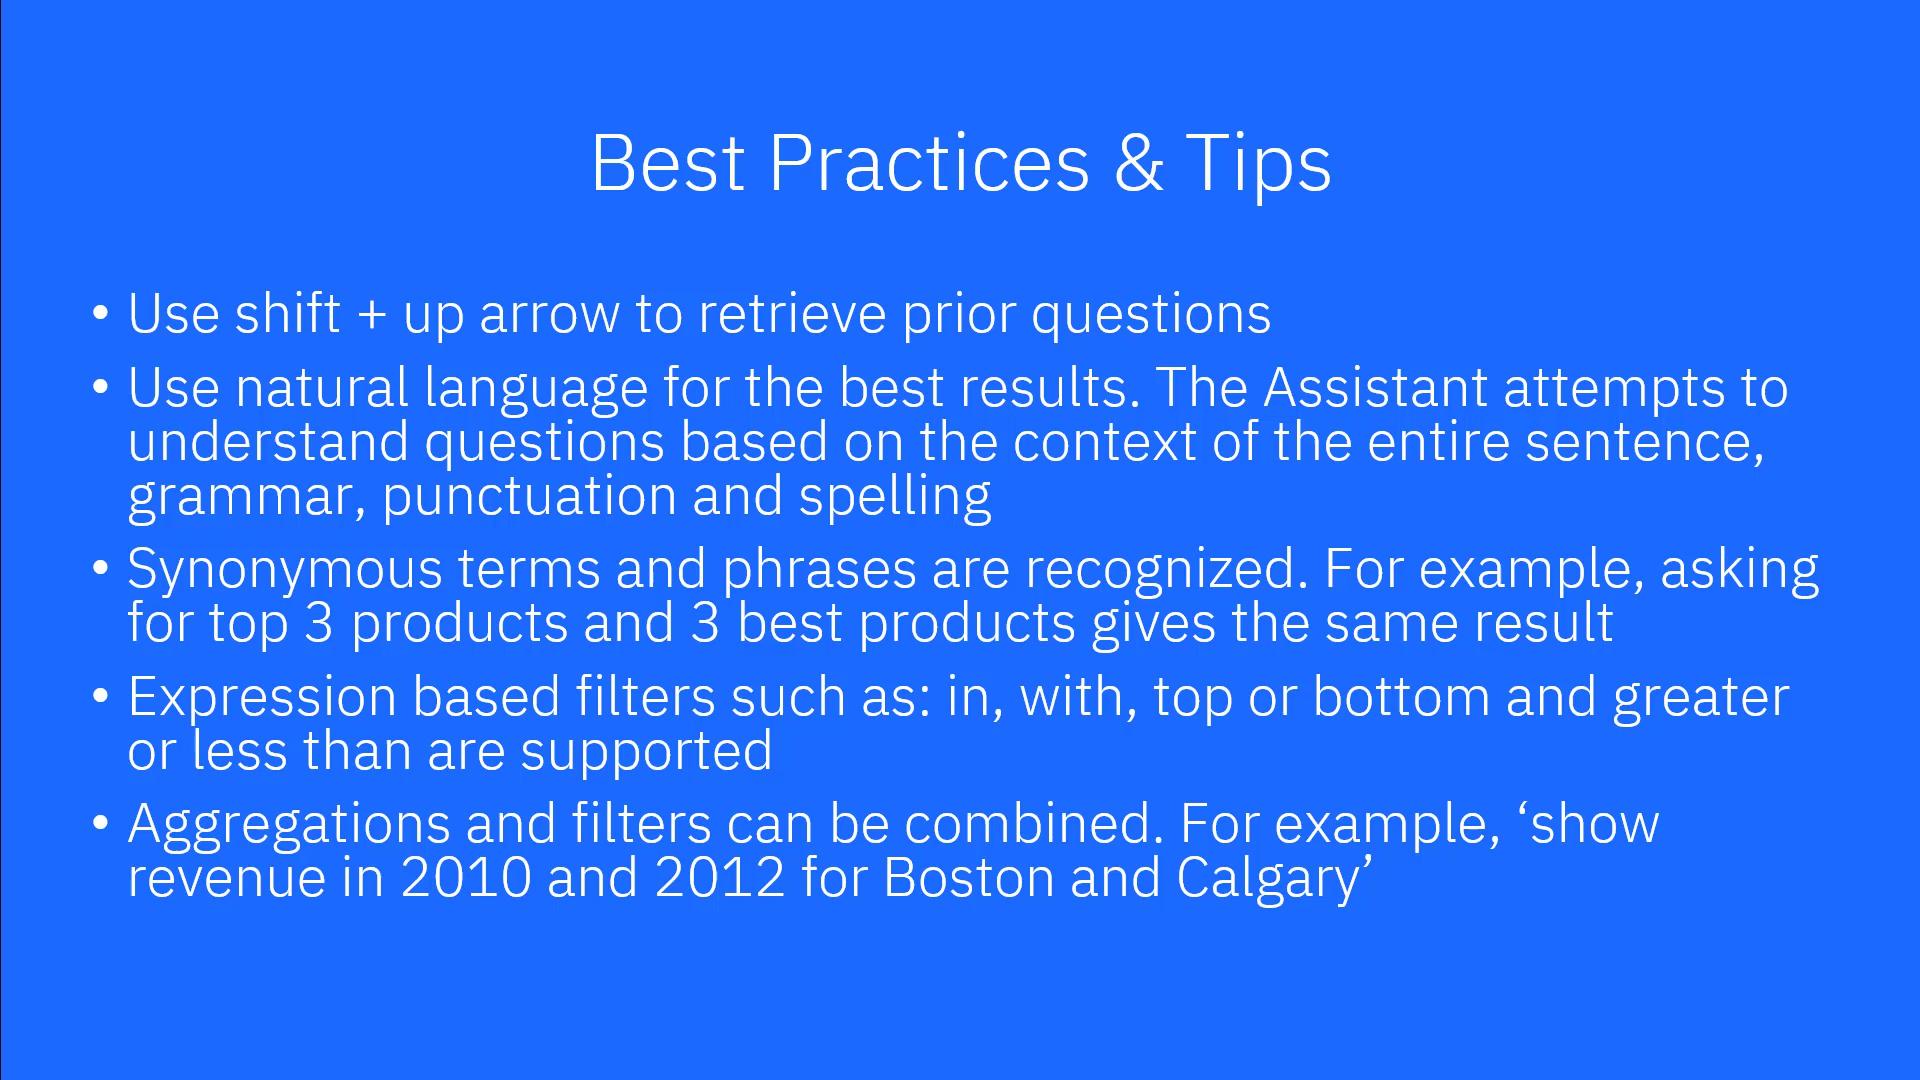 Best Practices & Tips
• Use shift + up arrow to retrieve prior questions
• Use natural language for the best results. The Assistant attempts to
understand questions based on the context of the entire sentence,
grammar, punctuation and spelling
• Synonymous terms and phrases are recognized. For example, asking
for top 3 products and 3 best products gives the same result
• Expression based filters such as: in, with, top or bottom and greater
or less than are supported
• Aggregations and filters can be combined. For example, ‘show
revenue in 2010 and 2012 for Boston and Calgary’